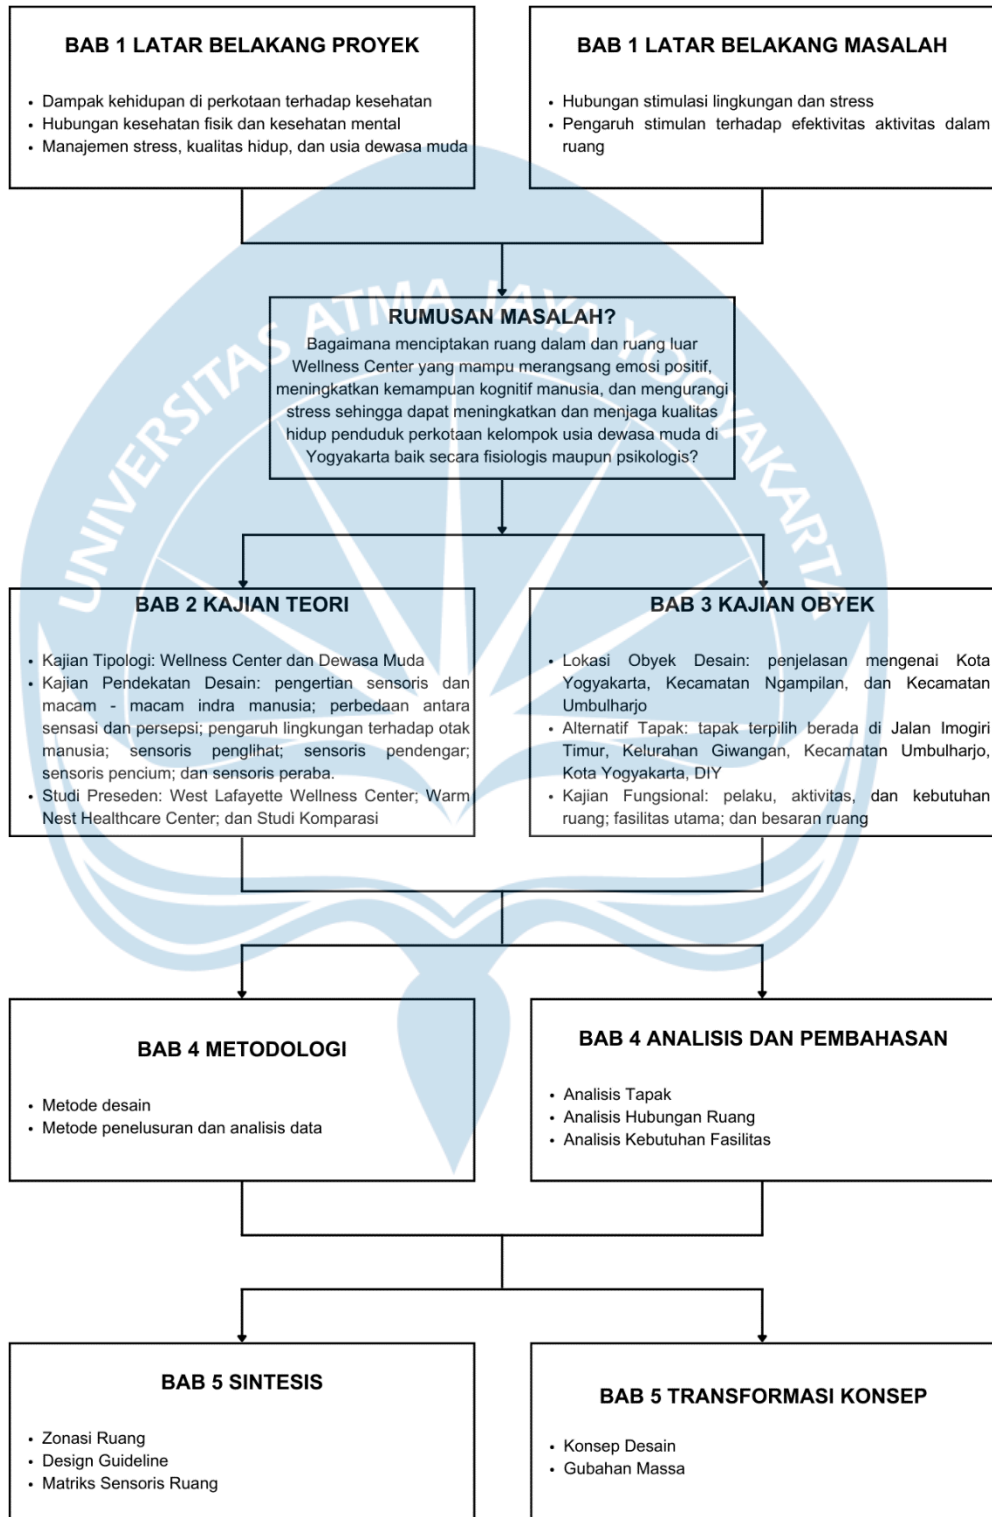 BAB 1 LATAR BELAKANG PROYEK
• Dampak kehidupan di perkotaan terhadap kesehatan
• Hubungan kesehatan fisik dan kesehatan mental
• Manajemen stress, kualitas hidup, dan usia dewasa muda
BAB 1 LATAR BELAKANG MASALAH
• Hubungan stimulasi lingkungan dan stress
• Pengaruh stimulan terhadap efektivitas aktivitas dalam
ruang
UNIVERSITAS ATMA JAYA YOGYAKARTA
RUMUSAN MASALAH?
Bagaimana menciptakan ruang dalam dan ruang luar
Wellness Center yang mampu merangsang emosi positif,
meningkatkan kemampuan kognitif manusia, dan mengurangi
stress sehingga dapat meningkatkan dan menjaga kualitas
hidup penduduk perkotaan kelompok usia dewasa muda di
Yogyakarta baik secara fisiologis maupun psikologis?
BAB 2 KAJIAN TEORI
• Kajian Tipologi: Wellness Center dan Dewasa Muda
• Kajian Pendekatan Desain: pengertian sensoris dan
macam - macam indra manusia; perbedaan antara
sensasi dan persepsi; pengaruh lingkungan terhadap otak
manusia; sensoris penglihat; sensoris pendengar;
sensoris pencium; dan sensoris peraba.
• Studi Preseden: West Lafayette Wellness Center; Warm
Nest Healthcare Center; dan Studi Komparasi
BAB 3 KAJIAN OBYEK
• Lokasi Obyek Desain: penjelasan mengenai Kota
Yogyakarta, Kecamatan Ngampilan, dan Kecamatan
Umbulharjo
• Alternatif Tapak: tapak terpilih berada di Jalan Imogiri
Timur, Kelurahan Giwangan, Kecamatan Umbulharjo,
Kota Yogyakarta, DIY
• Kajian Fungsional: pelaku, aktivitas, dan kebutuhan
ruang; fasilitas utama; dan besaran ruang
BAB 4 METODOLOGI
• Metode desain
• Metode penelusuran dan analisis data
BAB 4 ANALISIS DAN PEMBAHASAN
• Analisis Tapak
• Analisis Hubungan Ruang
• Analisis Kebutuhan Fasilitas
BAB 5 SINTESIS
• Zonasi Ruang
• Design Guideline
• Matriks Sensoris Ruang
BAB 5 TRANSFORMASI KONSEP
• Konsep Desain
• Gubahan Massa